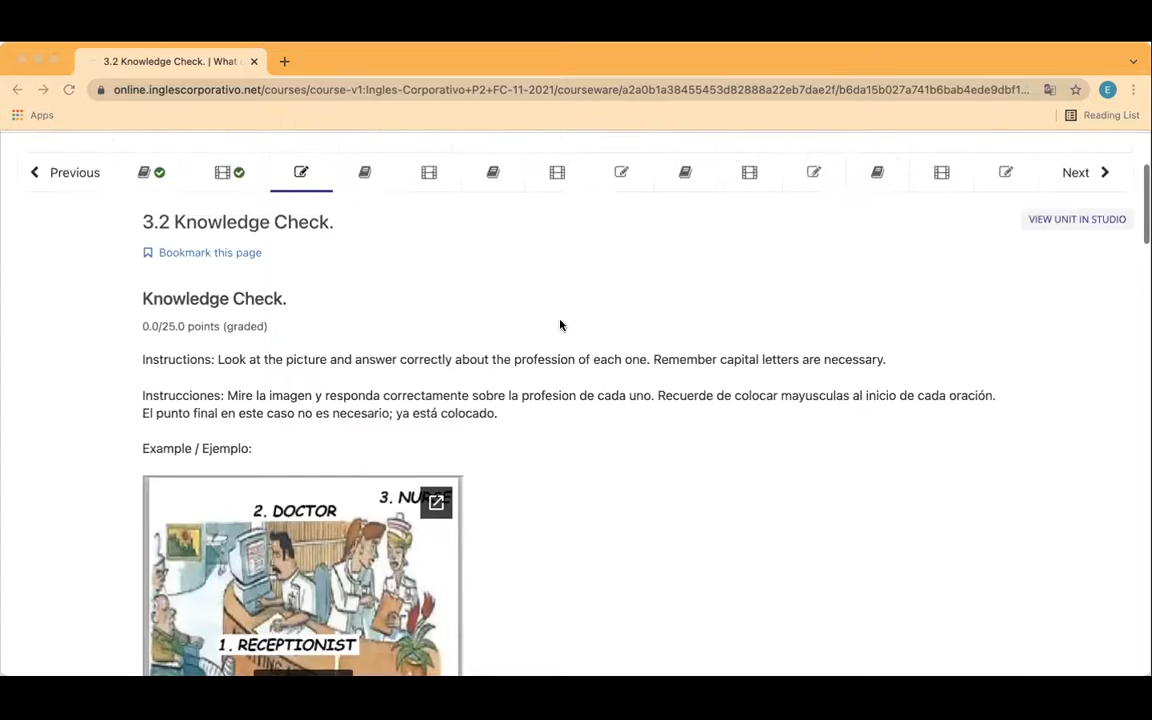 3.2 Knowledge Check. | What
online.inglescorporativo.net/courses/course-v1:Ingles-Corporativo+P2+FC-11-2021/courseware/a2a0b1a38455453d82888a22eb7dae2f/b6da15b027a741b6bab4ede9dbf1...
E
Apps
Reading List
Previous
Next
3.2 Knowledge Check.
VIEW UNIT IN STUDIO
Bookmark this page
Knowledge Check.
0.0/25.0 points (graded)
Instructions: Look at the picture and answer correctly about the profession of each one. Remember capital letters are necessary.
Instrucciones: Mire la imagen y responda correctamente sobre la profesion de cada uno. Recuerde de colocar mayusculas al inicio de cada oración.
El punto final en este caso no es necesario; ya está colocado.
Example / Ejemplo:
3. NURSE
2. DOCTOR
1. RECEPTIONIST